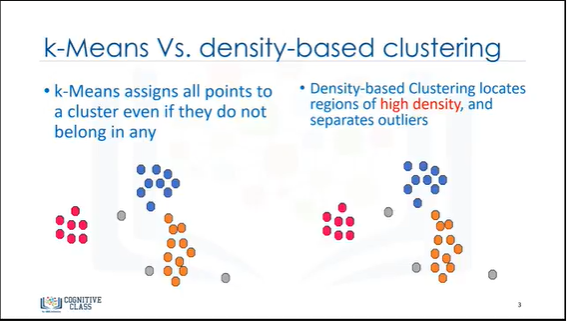 k-Means Vs. density-based clustering
• k-Means assigns all points to
a cluster even if they do not
belong in any
• Density-based Clustering locates
regions of high density, and
separates outliers
COGNITIVE
CLASS
3